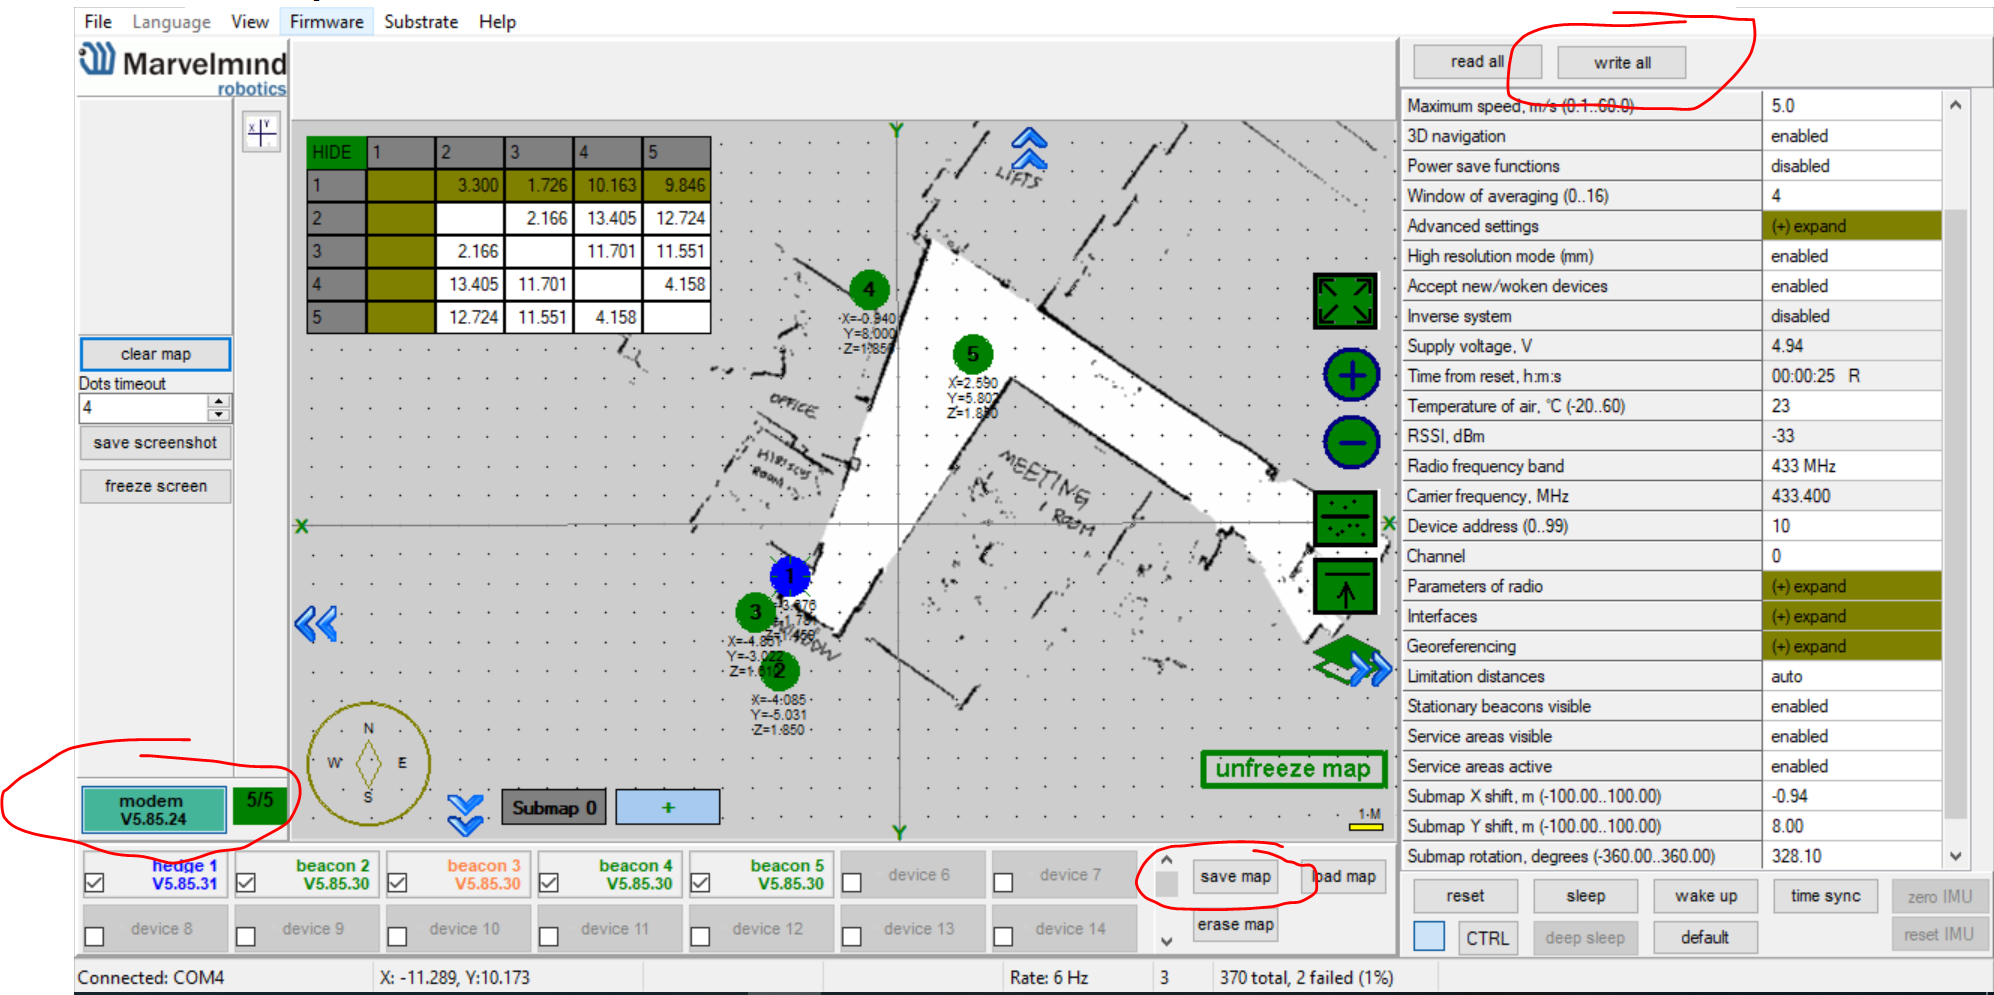 File Language View Firmware Substrate Help
Marvelmind
robotics
read all
write all
X Y
HIDE 1 2 3 4 5
1 3.300 1.726 10.163 9.846
2 2.166 13.405 12.724
3 2.166 11.701 11.551
4 13.405 11.701 4.158
5 12.724 11.551 4.158
Y
LIFTS
4
X=-0.940
Y=8.000
Z=1.850
5
X=2.590
Y=5.802
Z=1.850
OFFICE
HIBISCUS
ROOM
MEETING
ROOM
X
X
1
3
X=-4.851
Y=-3.022
2
X=-4.085
Y=-5.031
Z=1.850
N
W E
S
Y
clear map
Dots timeout
4
save screenshot
freeze screen
modem
V5.85.24
5/5
Submap 0
+
unfreeze map
1-M
hedge 1
V5.85.31
beacon 2
V5.85.30
beacon 3
V5.85.30
beacon 4
V5.85.30
beacon 5
V5.85.30
device 6
device 7
device 8
device 9
device 10
device 11
device 12
device 13
device 14
save map
load map
erase map
Maximum speed, m/s (0.1..60.0) 5.0
3D navigation enabled
Power save functions disabled
Window of averaging (0..16) 4
Advanced settings (+) expand
High resolution mode (mm) enabled
Accept new/woken devices enabled
Inverse system disabled
Supply voltage, V 4.94
Time from reset, h:m:s 00:00:25 R
Temperature of air, °C (-20..60) 23
RSSI, dBm -33
Radio frequency band 433 MHz
Carrier frequency, MHz 433.400
Device address (0..99) 10
Channel 0
Parameters of radio (+) expand
Interfaces (+) expand
Georeferencing (+) expand
Limitation distances auto
Stationary beacons visible enabled
Service areas visible enabled
Service areas active enabled
Submap X shift, m (-100.00..100.00) -0.94
Submap Y shift, m (-100.00..100.00) 8.00
Submap rotation, degrees (-360.00..360.00) 328.10
reset sleep wake up time sync zero IMU
CTRL deep sleep default reset IMU
Connected: COM4 X: -11.289, Y:10.173 Rate: 6 Hz 3 370 total, 2 failed (1%)